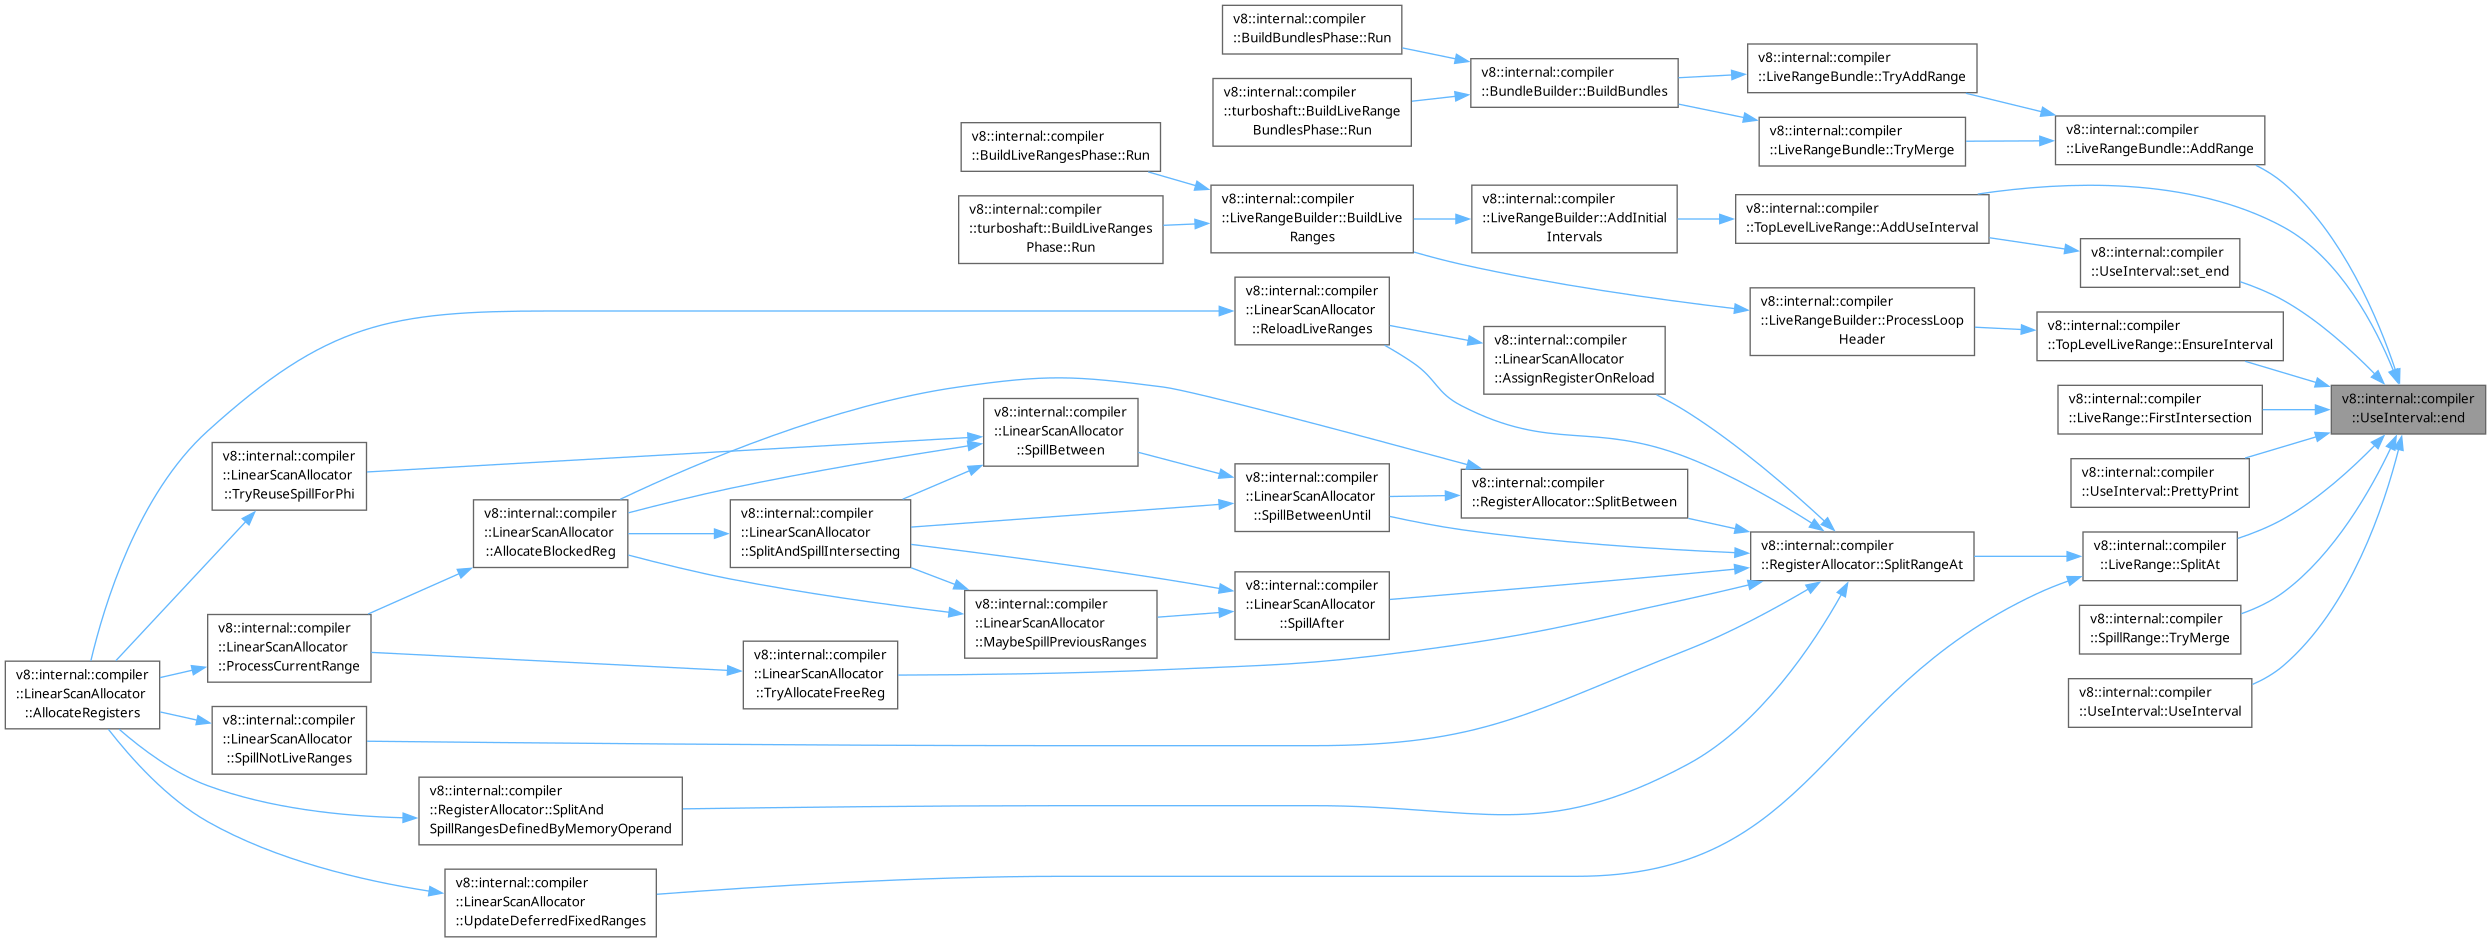 v8::internal::compiler
::BuildBundlesPhase::Run
v8::internal::compiler
::turboshaft::BuildLiveRange
BundlesPhase::Run
v8::internal::compiler
::BundleBuilder::BuildBundles
v8::internal::compiler
::LiveRangeBundle::TryAddRange
v8::internal::compiler
::LiveRangeBundle::TryMerge
v8::internal::compiler
::LiveRangeBundle::AddRange
v8::internal::compiler
::BuildLiveRangesPhase::Run
v8::internal::compiler
::turboshaft::BuildLiveRanges
Phase::Run
v8::internal::compiler
::LiveRangeBuilder::BuildLive
Ranges
v8::internal::compiler
::LiveRangeBuilder::AddInitial
Intervals
v8::internal::compiler
::TopLevelLiveRange::AddUseInterval
v8::internal::compiler
::UseInterval::set_end
v8::internal::compiler
::LiveRangeBuilder::ProcessLoop
Header
v8::internal::compiler
::TopLevelLiveRange::EnsureInterval
v8::internal::compiler
::LinearScanAllocator
::ReloadLiveRanges
v8::internal::compiler
::LinearScanAllocator
::AssignRegisterOnReload
v8::internal::compiler
::LiveRange::FirstIntersection
v8::internal::compiler
::UseInterval::end
v8::internal::compiler
::UseInterval::PrettyPrint
v8::internal::compiler
::LinearScanAllocator
::SpillBetween
v8::internal::compiler
::LinearScanAllocator
::TryReuseSpillForPhi
v8::internal::compiler
::LinearScanAllocator
::AllocateBlockedReg
v8::internal::compiler
::LinearScanAllocator
::SplitAndSpillIntersecting
v8::internal::compiler
::LinearScanAllocator
::SpillBetweenUntil
v8::internal::compiler
::RegisterAllocator::SplitBetween
v8::internal::compiler
::RegisterAllocator::SplitRangeAt
v8::internal::compiler
::LiveRange::SplitAt
v8::internal::compiler
::LinearScanAllocator
::MaybeSpillPreviousRanges
v8::internal::compiler
::LinearScanAllocator
::SpillAfter
v8::internal::compiler
::SpillRange::TryMerge
v8::internal::compiler
::LinearScanAllocator
::ProcessCurrentRange
v8::internal::compiler
::LinearScanAllocator
::TryAllocateFreeReg
v8::internal::compiler
::UseInterval::UseInterval
v8::internal::compiler
::LinearScanAllocator
::AllocateRegisters
v8::internal::compiler
::LinearScanAllocator
::SpillNotLiveRanges
v8::internal::compiler
::RegisterAllocator::SplitAnd
SpillRangesDefinedByMemoryOperand
v8::internal::compiler
::LinearScanAllocator
::UpdateDeferredFixedRanges